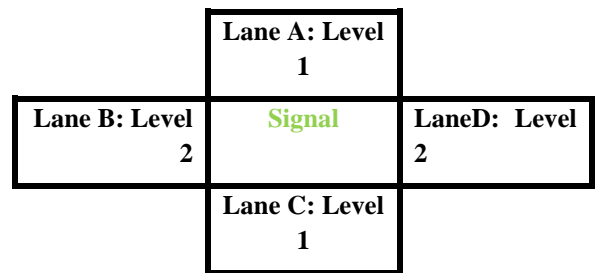 Lane A: Level
1
Lane B: Level
2
Signal
LaneD: Level
2
Lane C: Level
1